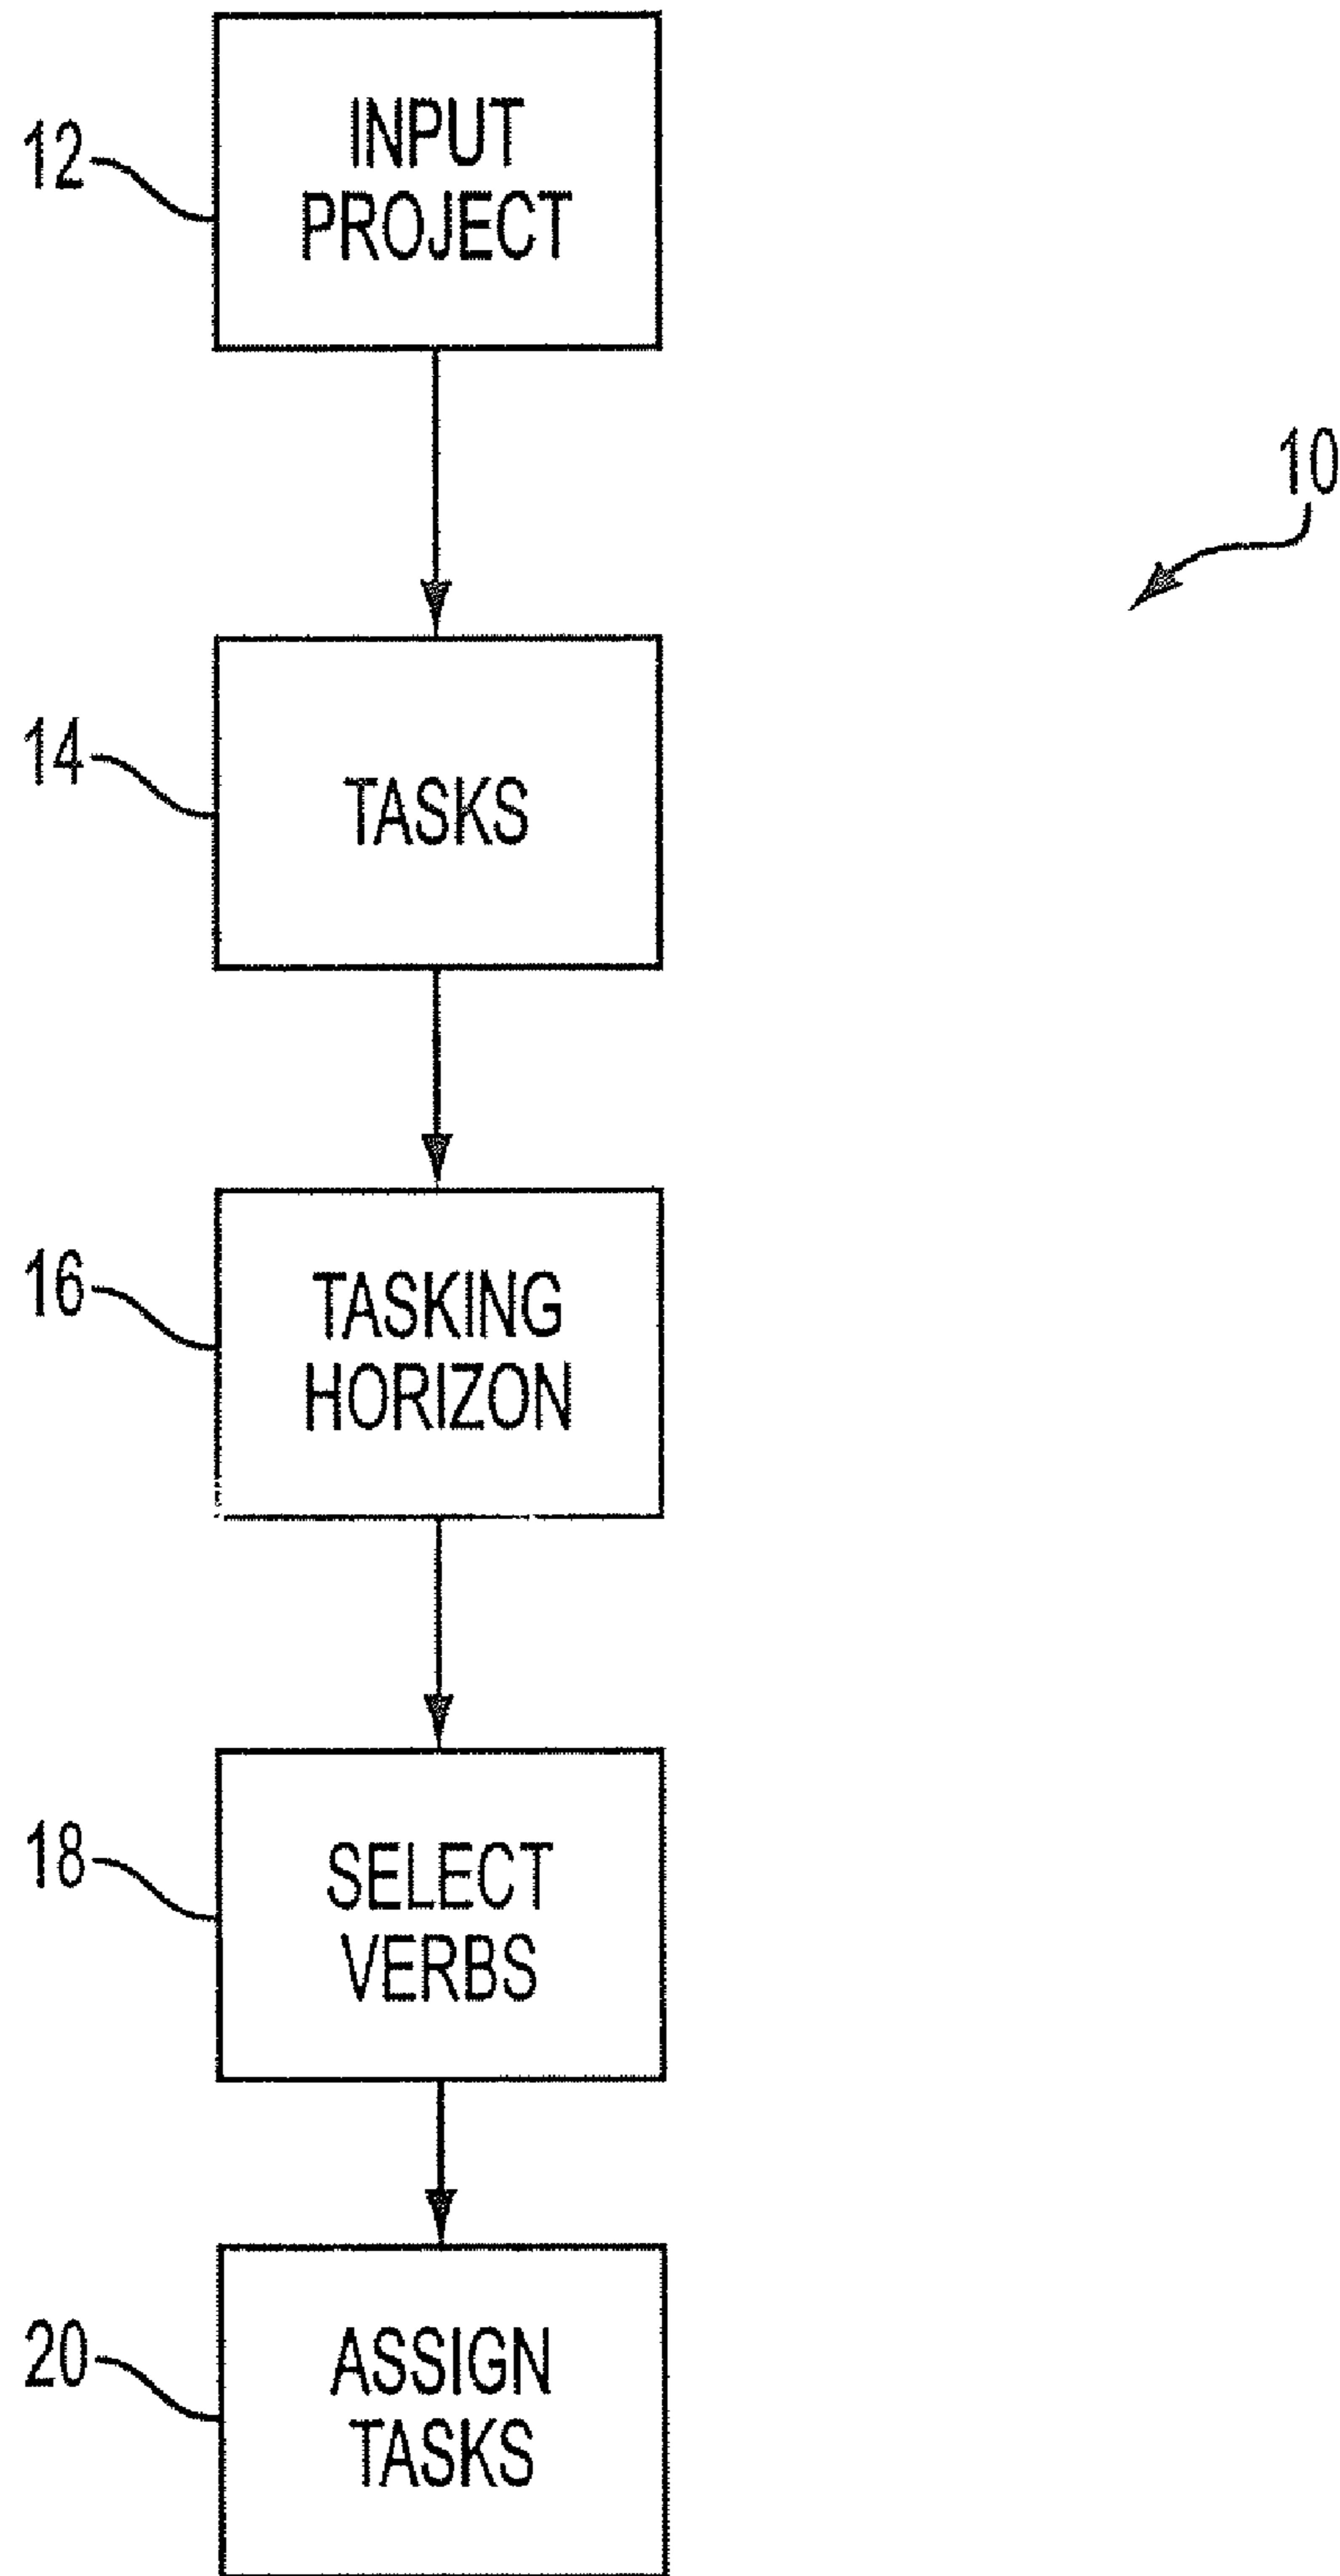 12
INPUT
PROJECT
10
14
TASKS
16
TASKING
HORIZON
18
SELECT
VERBS
20
ASSIGN
TASKS